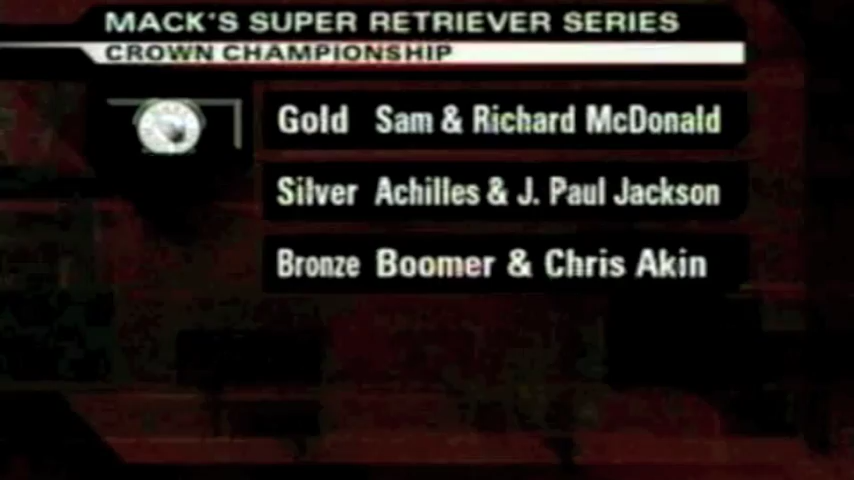 MACK'S SUPER RETRIEVER SERIES
CROWN CHAMPIONSHIP
Gold Sam & Richard McDonald
Silver Achilles & J. Paul Jackson
Bronze Boomer & Chris Akin